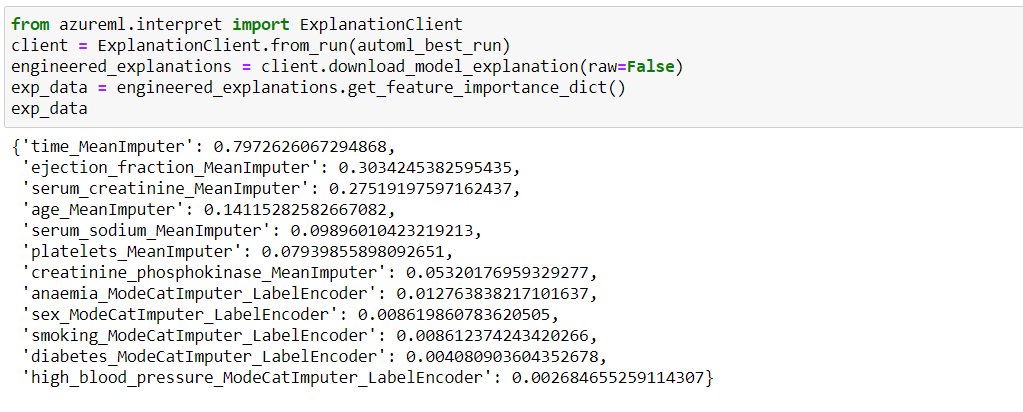 from azureml.interpret import ExplanationClient
client = ExplanationClient.from_run(automl_best_run)
engineered_explanations = client.download_model_explanation(raw=False)
exp_data = engineered_explanations.get_feature_importance_dict()
exp_data
{'time_MeanImputer': 0.7972626067294868,
'ejection_fraction_MeanImputer': 0.3034245382595435,
'serum_creatinine_MeanImputer': 0.27519197597162437,
'age_MeanImputer': 0.14115282582667082,
'serum_sodium_MeanImputer': 0.09896010423219213,
'platelets_MeanImputer': 0.07939855898092651,
'creatinine_phosphokinase_MeanImputer': 0.05320176959329277,
'anaemia_ModeCatImputer_LabelEncoder': 0.012763838217101637,
'sex_ModeCatImputer_LabelEncoder': 0.008619860783620505,
'smoking_ModeCatImputer_LabelEncoder': 0.008612374243420266,
'diabetes_ModeCatImputer_LabelEncoder': 0.004080903604352678,
'high_blood_pressure_ModeCatImputer_LabelEncoder': 0.002684655259114307}